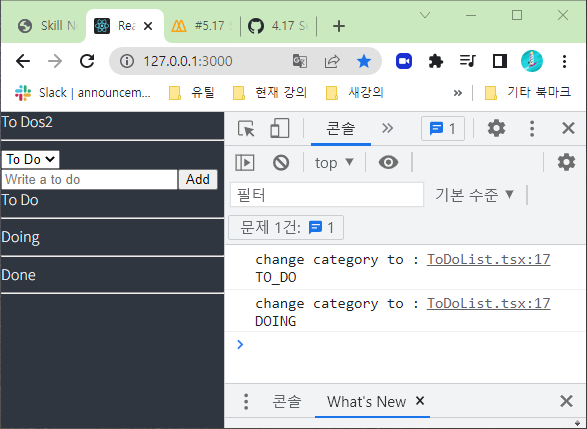 Skill N
Rea
#5.17
4.17 S
127.0.0.1:3000
Slack | announcem...
유틸
현재 강의
새강의
기타 북마크
To Dos2
To Do
Write a to do
Add
To Do
Doing
Done
콘솔
1
top
필터
기본 수준
문제 1건:
1
change category to : ToDoList.tsx:17
TO_DO
change category to : ToDoList.tsx:17
DOING
콘솔
What's New